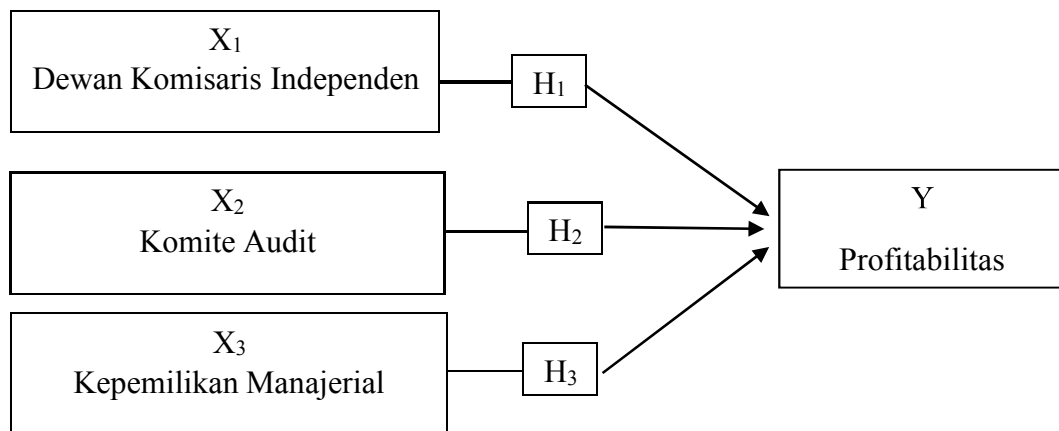 X₁
Dewan Komisaris Independen
H₁
X₂
Komite Audit
H₂
X₃
Kepemilikan Manajerial
H₃
Y
Profitabilitas